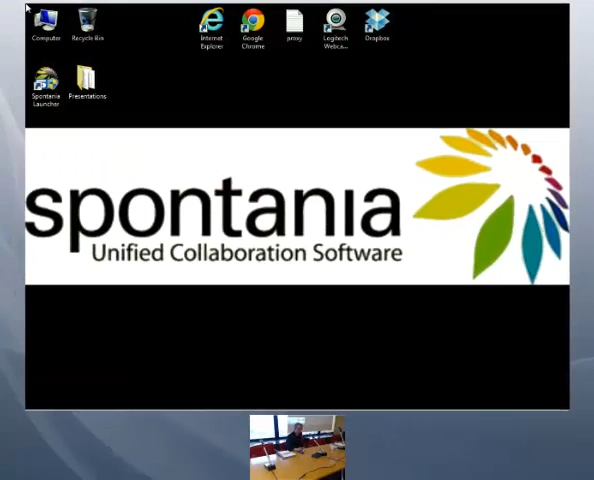 Computer
Recycle Bin
Internet
Explorer
Google
Chrome
proxy
Logitech
Webca...
Dropbox
Spontania
Launcher
Presentations
spontania
Unified Collaboration Software